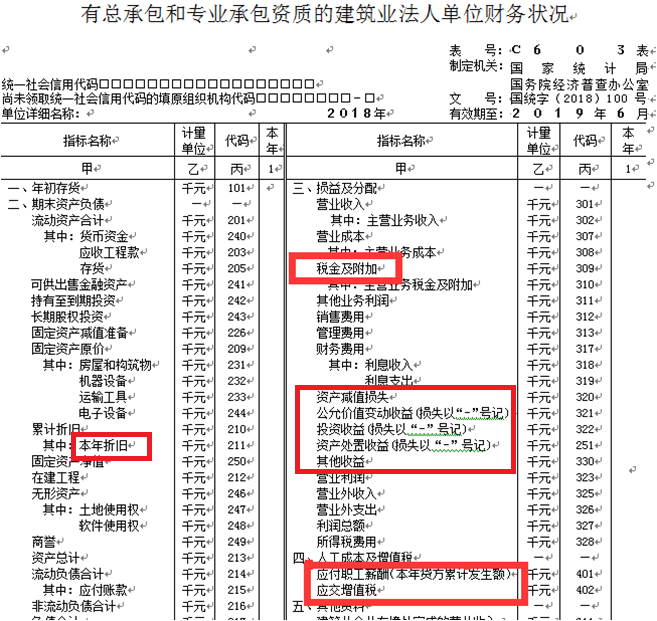 有总承包和专业承包资质的建筑业法人单位财务状况
表 号：C 6 0 3 表
制定机关：国 家 统 计 局
统一社会信用代码□□□□□□□□□□□□□□□□□□ 国务院经济普查办公室
尚未领取统一社会信用代码的填原组织机构代码□□□□□□□□-□ 文 号：国统字（2018）100 号
单位详细名称： 2018年 有效期至：2 0 1 9 年 6 月
指标名称 计量单位 代码 本年 指标名称 计量单位 代码 本年
甲 乙 丙 1 甲 乙 丙 1
一、年初存货 千元 101 三、损益及分配 — —
二、期末资产负债 — — 营业收入 千元 301
流动资产合计 千元 201 其中：主营业务收入 千元 302
其中：货币资金 千元 240 营业成本 千元 307
应收工程款 千元 203 其中：主营业务成本 千元 308
存货 千元 205 税金及附加 千元 309
可供出售金融资产 千元 241 其中：主营业务税金及附加 千元 310
持有至到期投资 千元 242 其他业务利润 千元 311
长期股权投资 千元 243 销售费用 千元 312
固定资产减值准备 千元 226 管理费用 千元 313
固定资产原价 千元 209 财务费用 千元 317
其中：房屋和构筑物 千元 231 其中：利息收入 千元 318
机器设备 千元 232 利息支出 千元 319
运输工具 千元 233 资产减值损失 千元 320
电子设备 千元 244 公允价值变动收益（损失以“-”号记） 千元 321
累计折旧 千元 210 投资收益（损失以“-”号记） 千元 322
其中：本年折旧 千元 211 资产处置收益（损失以“-”号记） 千元 251
固定资产净值 千元 250 其他收益 千元 330
在建工程 千元 212 营业利润 千元 323
无形资产 千元 246 营业外收入 千元 325
其中：土地使用权 千元 247 营业外支出 千元 326
软件使用权 千元 248 利润总额 千元 327
商誉 千元 249 所得税费用 千元 328
资产总计 千元 213 四、人工成本及增值税 — —
流动负债合计 千元 214 应付职工薪酬（本年贷方累计发生额） 千元 401
其中：应付账款 千元 215 应交增值税 千元 402
非流动负债合计 千元 216 五、其他资料 — —